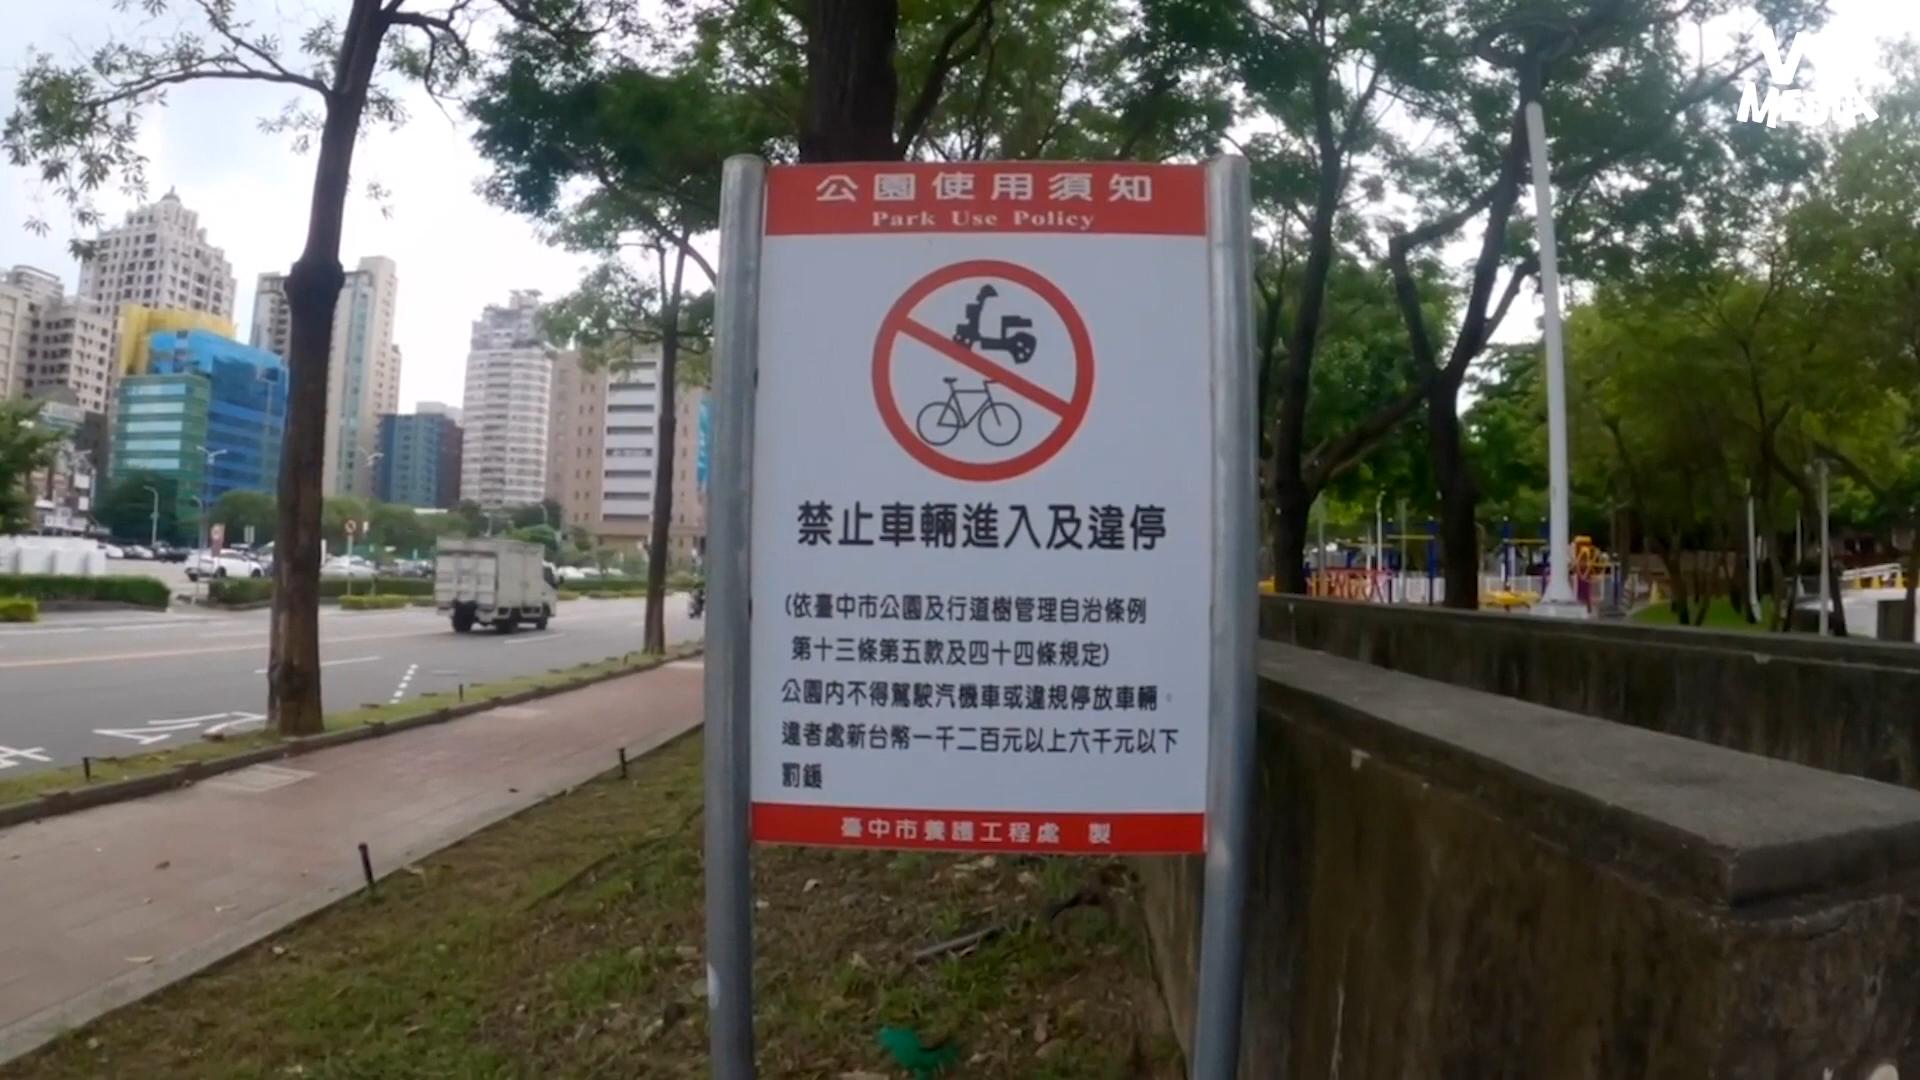 公園使用須知
Park Use Policy
禁止車輛進入及違停
(依臺中市公園及行道樹管理自治條例
第十三條第五款及四十四條規定)
公園內不得駕駛汽機車或違規停放車輛。
違者處新台幣一千二百元以上六千元以下
罰鍰
臺中市養護工程處 製
MEDIA